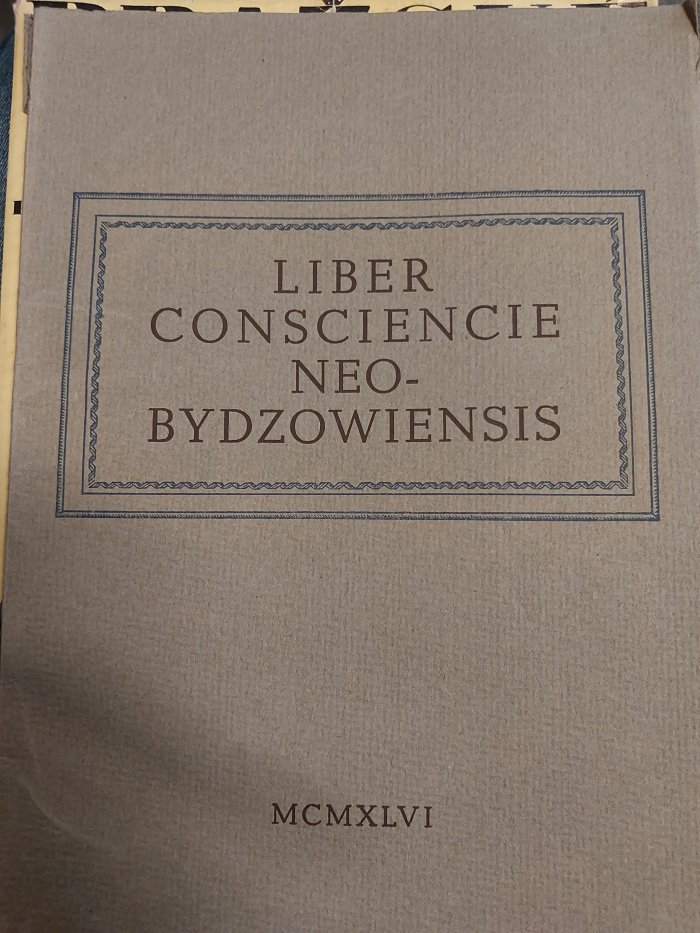 LIBER
CONSCIENCIE
NEO-
BYDZOWIENSIS
MCMXLVI